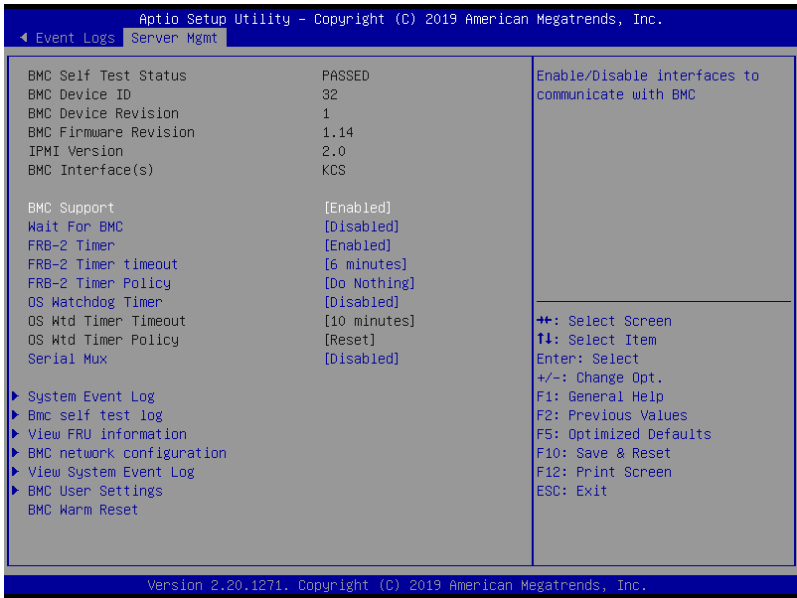 Aptio Setup Utility – Copyright (C) 2019 American Megatrends, Inc.
Event Logs Server Mgmt
BMC Self Test Status PASSED
BMC Device ID 32
BMC Device Revision 1
BMC Firmware Revision 1.14
IPMI Version 2.0
BMC Interface(s) KCS
BMC Support [Enabled]
Wait For BMC [Disabled]
FRB-2 Timer [Enabled]
FRB-2 Timer timeout [6 minutes]
FRB-2 Timer Policy [Do Nothing]
OS Watchdog Timer [Disabled]
OS Wtd Timer Timeout [10 minutes]
OS Wtd Timer Policy [Reset]
Serial Mux [Disabled]
System Event Log
Bmc self test log
View FRU information
BMC network configuration
View System Event Log
BMC User Settings
BMC Warm Reset
Enable/Disable interfaces to
communicate with BMC
→←: Select Screen
↑↓: Select Item
Enter: Select
+/-: Change Opt.
F1: General Help
F2: Previous Values
F5: Optimized Defaults
F10: Save & Reset
F12: Print Screen
ESC: Exit
Version 2.20.1271. Copyright (C) 2019 American Megatrends, Inc.